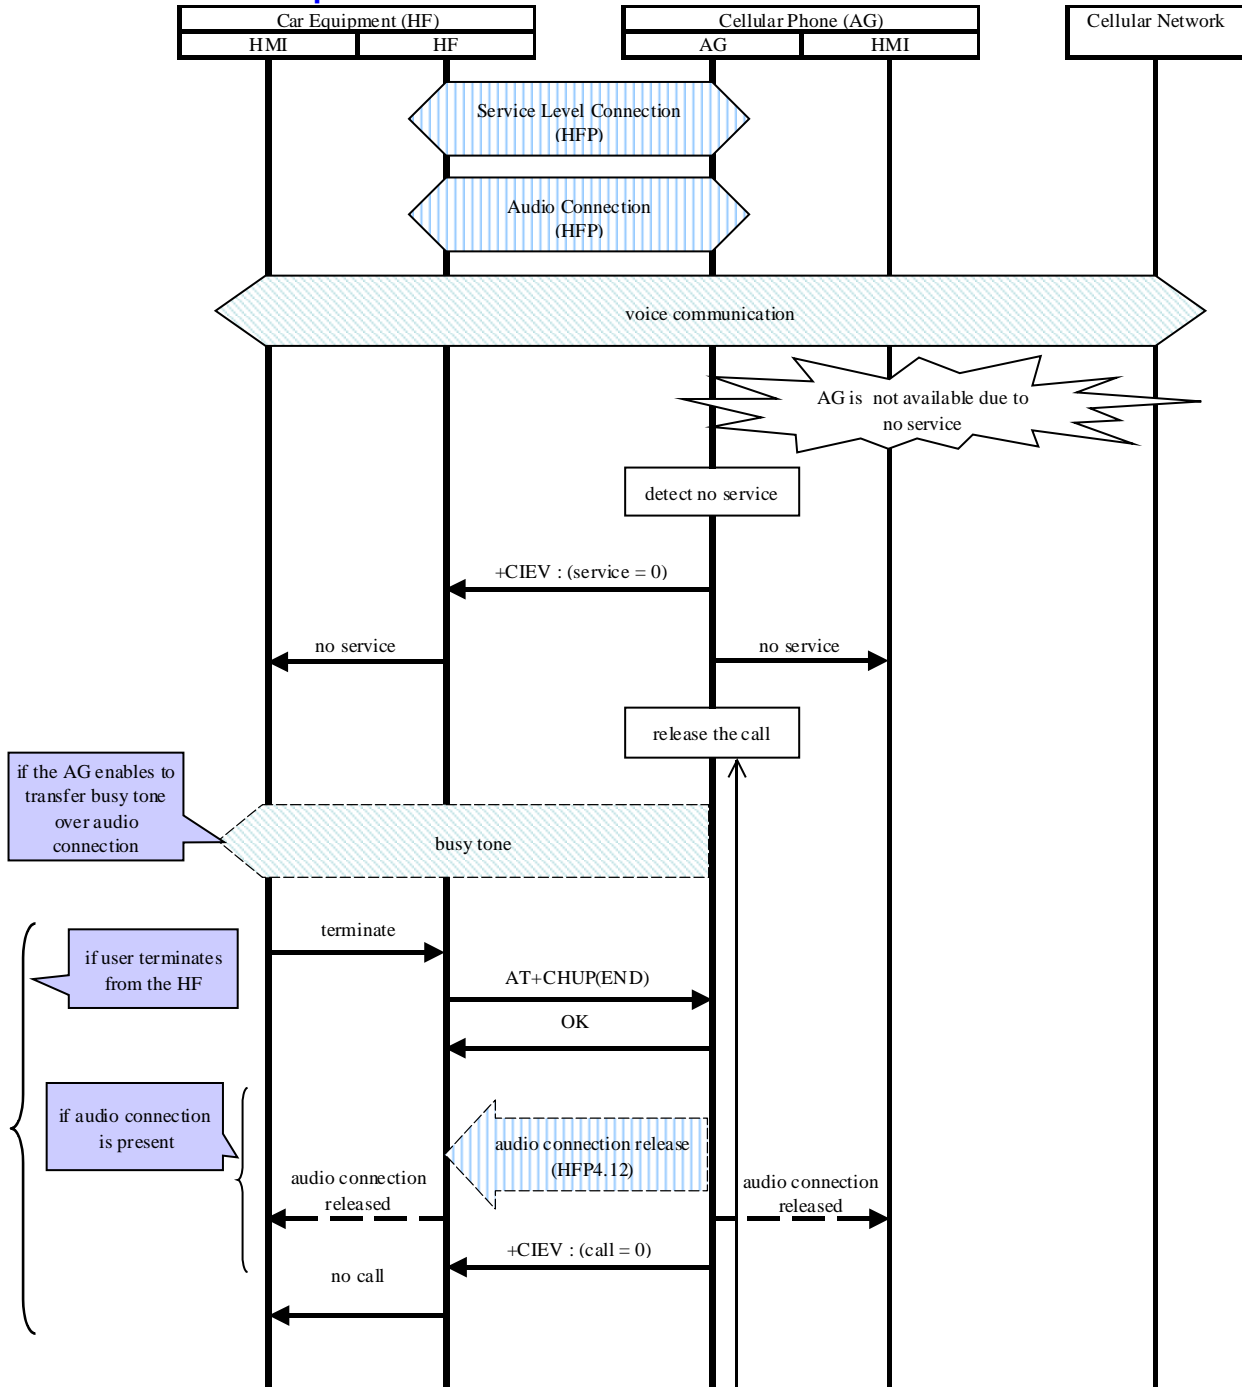 Car Equipment (HF)
Cellular Phone (AG)
Cellular Network
HMI
HF
AG
HMI
Service Level Connection
(HFP)
Audio Connection
(HFP)
voice communication
AG is not available due to
no service
detect no service
+CIEV : (service = 0)
no service
no service
release the call
if the AG enables to
transfer busy tone
over audio
connection
busy tone
terminate
if user terminates
from the HF
AT+CHUP(END)
OK
if audio connection
is present
audio connection release
(HFP4.12)
audio connection
released
audio connection
released
+CIEV : (call = 0)
no call